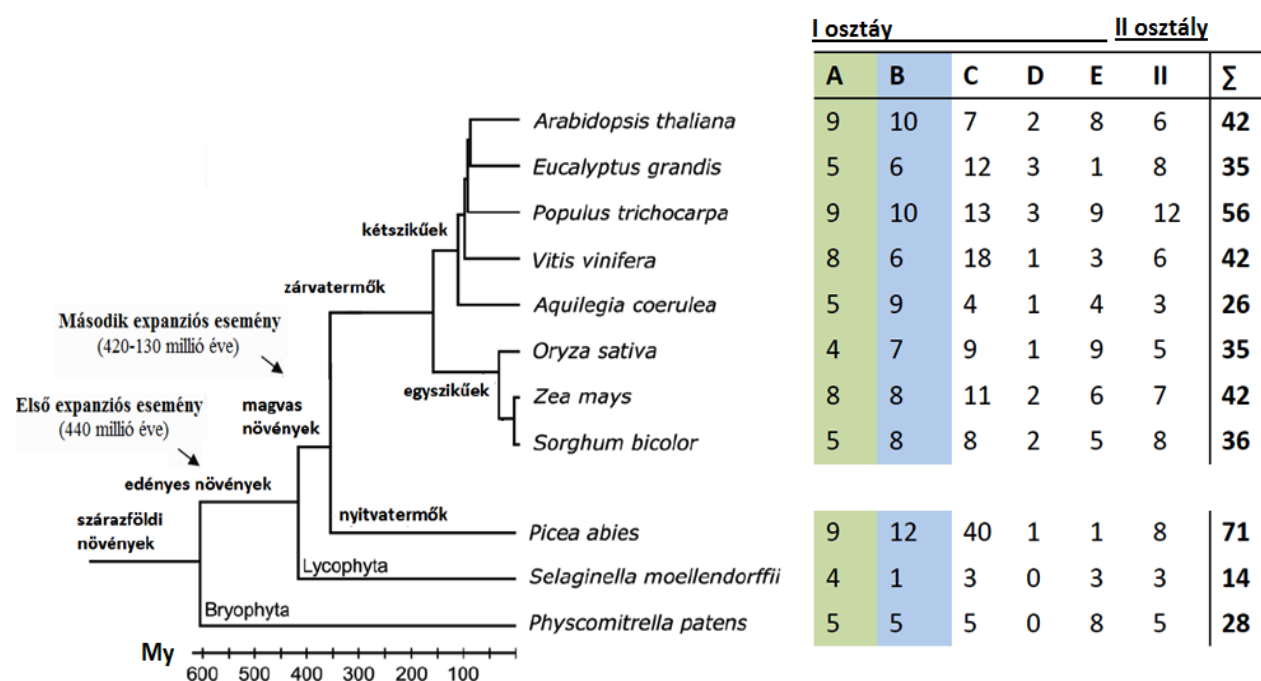 I osztáy II osztály
A B C D E II Σ
Arabidopsis thaliana 9 10 7 2 8 6 42
Eucalyptus grandis 5 6 12 3 1 8 35
Populus trichocarpa 9 10 13 3 9 12 56
kétszikűek
Vitis vinifera 8 6 18 1 3 6 42
zárvatermők
Aquilegia coerulea 5 9 4 1 4 3 26
Második expanziós esemény
(420-130 millió éve)
Oryza sativa 4 7 9 1 9 5 35
egyszikűek
Zea mays 8 8 11 2 6 7 42
Első expanziós esemény
(440 millió éve)
magvas
növények
Sorghum bicolor 5 8 8 2 5 8 36
edényes növények
szárazföldi
növények
nyitvatermők
Picea abies 9 12 40 1 1 8 71
Lycophyta
Selaginella moellendorffii 4 1 3 0 3 3 14
Bryophyta
Physcomitrella patens 5 5 5 0 8 5 28
My
600 500 400 300 200 100